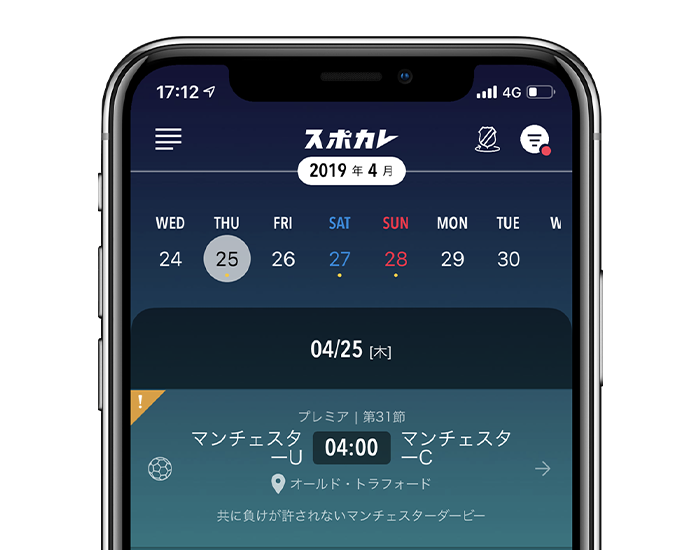 17:12 4G
スポカレ
2019 年 4 月
WED THU FRI SAT SUN MON TUE W
24 25 26 27 28 29 30
04/25 [木]
!
プレミア | 第31節
マンチェスタ
ーU
04:00
マンチェスタ
ーC
オールド・トラフォード
共に負けが許されないマンチェスターダービー